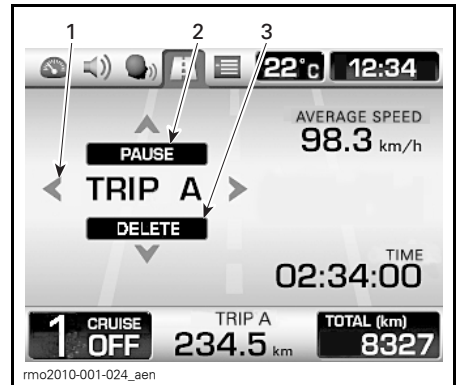 1 2 3
22°c 12:34
AVERAGE SPEED
98.3 km/h
PAUSE
TRIP A
DELETE
TIME
02:34:00
1 CRUISE OFF
TRIP A
234.5 km
TOTAL (km)
8327
rmo2010-001-024_aen